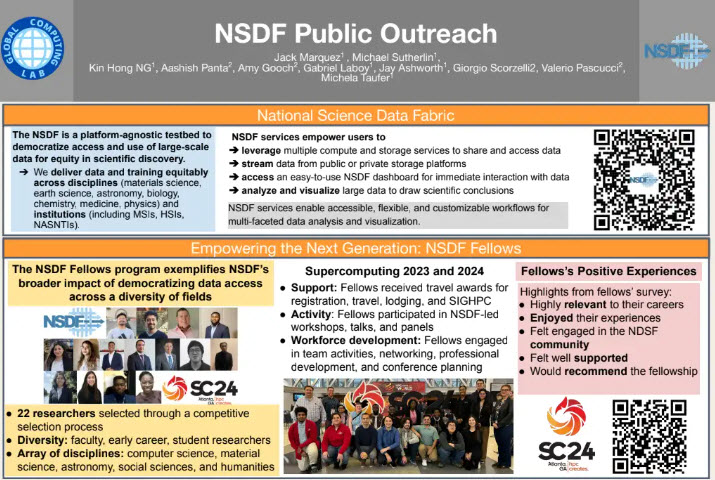 GLOBAL COMPUTING LAB
NSDF Public Outreach
Jack Marquez¹, Michael Sutherlin¹,
Kin Hong NG¹, Aashish Panta², Amy Gooch², Gabriel Laboy¹, Jay Ashworth¹, Giorgio Scorzelli2, Valerio Pascucci²,
Michela Taufer¹
NSDF
National Science Data Fabric
The NSDF is a platform-agnostic testbed to
democratize access and use of large-scale
data for equity in scientific discovery.
➔ We deliver data and training equitably
across disciplines (materials science,
earth science, astronomy, biology,
chemistry, medicine, physics) and
institutions (including MSIs, HSIs,
NASNTIs).
NSDF services empower users to
➔ leverage multiple compute and storage services to share and access data
➔ stream data from public or private storage platforms
➔ access an easy-to-use NSDF dashboard for immediate interaction with data
➔ analyze and visualize large data to draw scientific conclusions
NSDF services enable accessible, flexible, and customizable workflows for
multi-faceted data analysis and visualization.
NSDF
Empowering the Next Generation: NSDF Fellows
The NSDF Fellows program exemplifies NSDF's
broader impact of democratizing data access
across a diversity of fields
NSDF
SC24
Atlanta, hpc
GA creates.
● 22 researchers selected through a competitive
selection process
● Diversity: faculty, early career, student researchers
● Array of disciplines: computer science, material
science, astronomy, social sciences, and humanities
Supercomputing 2023 and 2024
● Support: Fellows received travel awards for
registration, travel, lodging, and SIGHPC
● Activity: Fellows participated in NSDF-led
workshops, talks, and panels
● Workforce development: Fellows engaged
in team activities, networking, professional
development, and conference planning
Fellows's Positive Experiences
Highlights from fellows' survey:
● Highly relevant to their careers
● Enjoyed their experiences
● Felt engaged in the NDSF
community
● Felt well supported
● Would recommend the fellowship
SC24
Atlanta, hpc
GA creates.